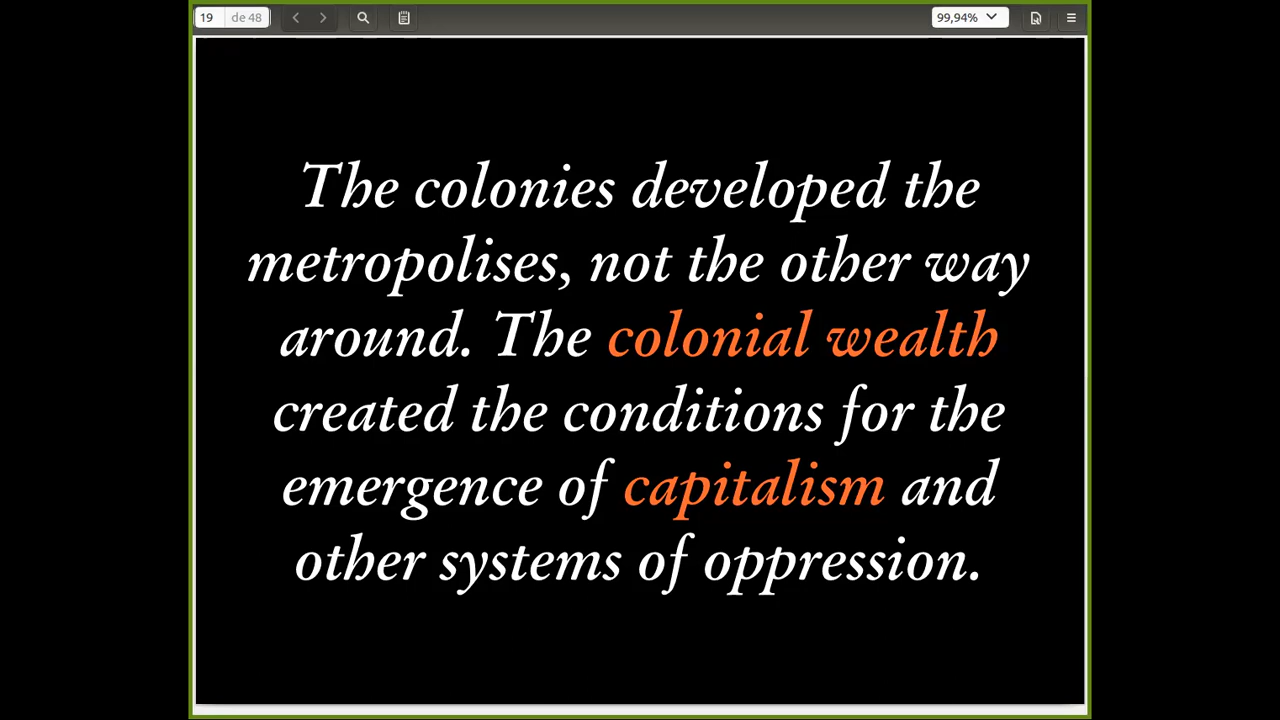 19 de 48 99,94%
The colonies developed the
metropolises, not the other way
around. The colonial wealth
created the conditions for the
emergence of capitalism and
other systems of oppression.